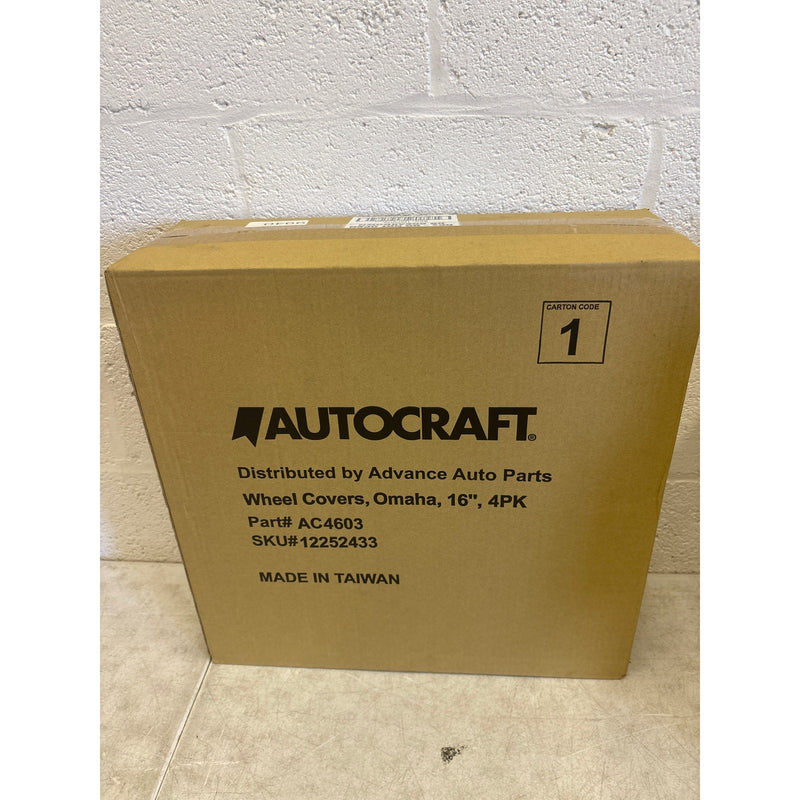 CARTON CODE
1
AUTOCRAFT®
Distributed by Advance Auto Parts
Wheel Covers, Omaha, 16", 4PK
Part# AC4603
SKU#12252433
MADE IN TAIWAN